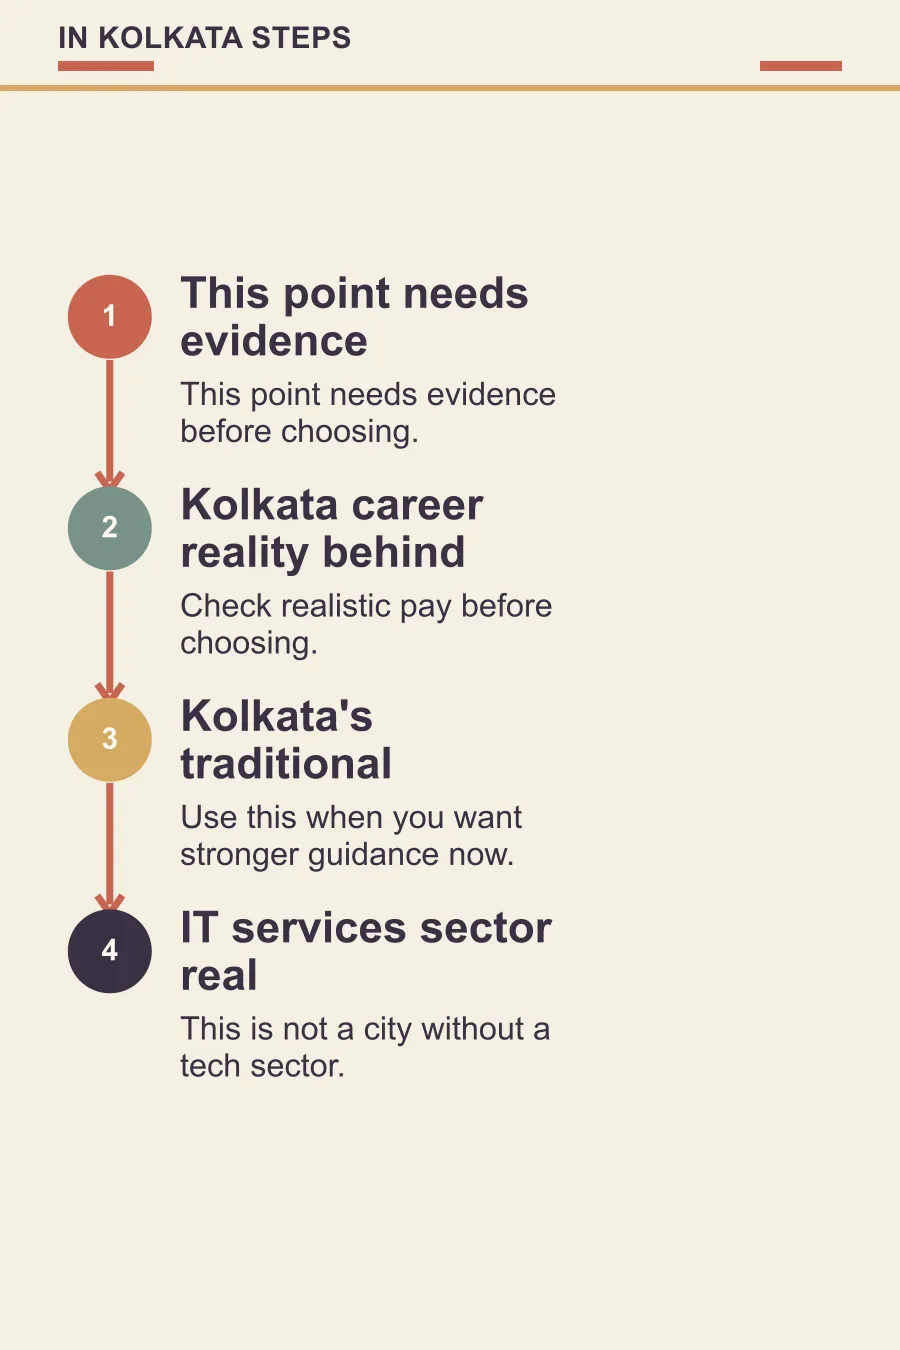 IN KOLKATA STEPS
1
This point needs
evidence
This point needs evidence
before choosing.
2
Kolkata career
reality behind
Check realistic pay before
choosing.
3
Kolkata's
traditional
Use this when you want
stronger guidance now.
4
IT services sector
real
This is not a city without a
tech sector.